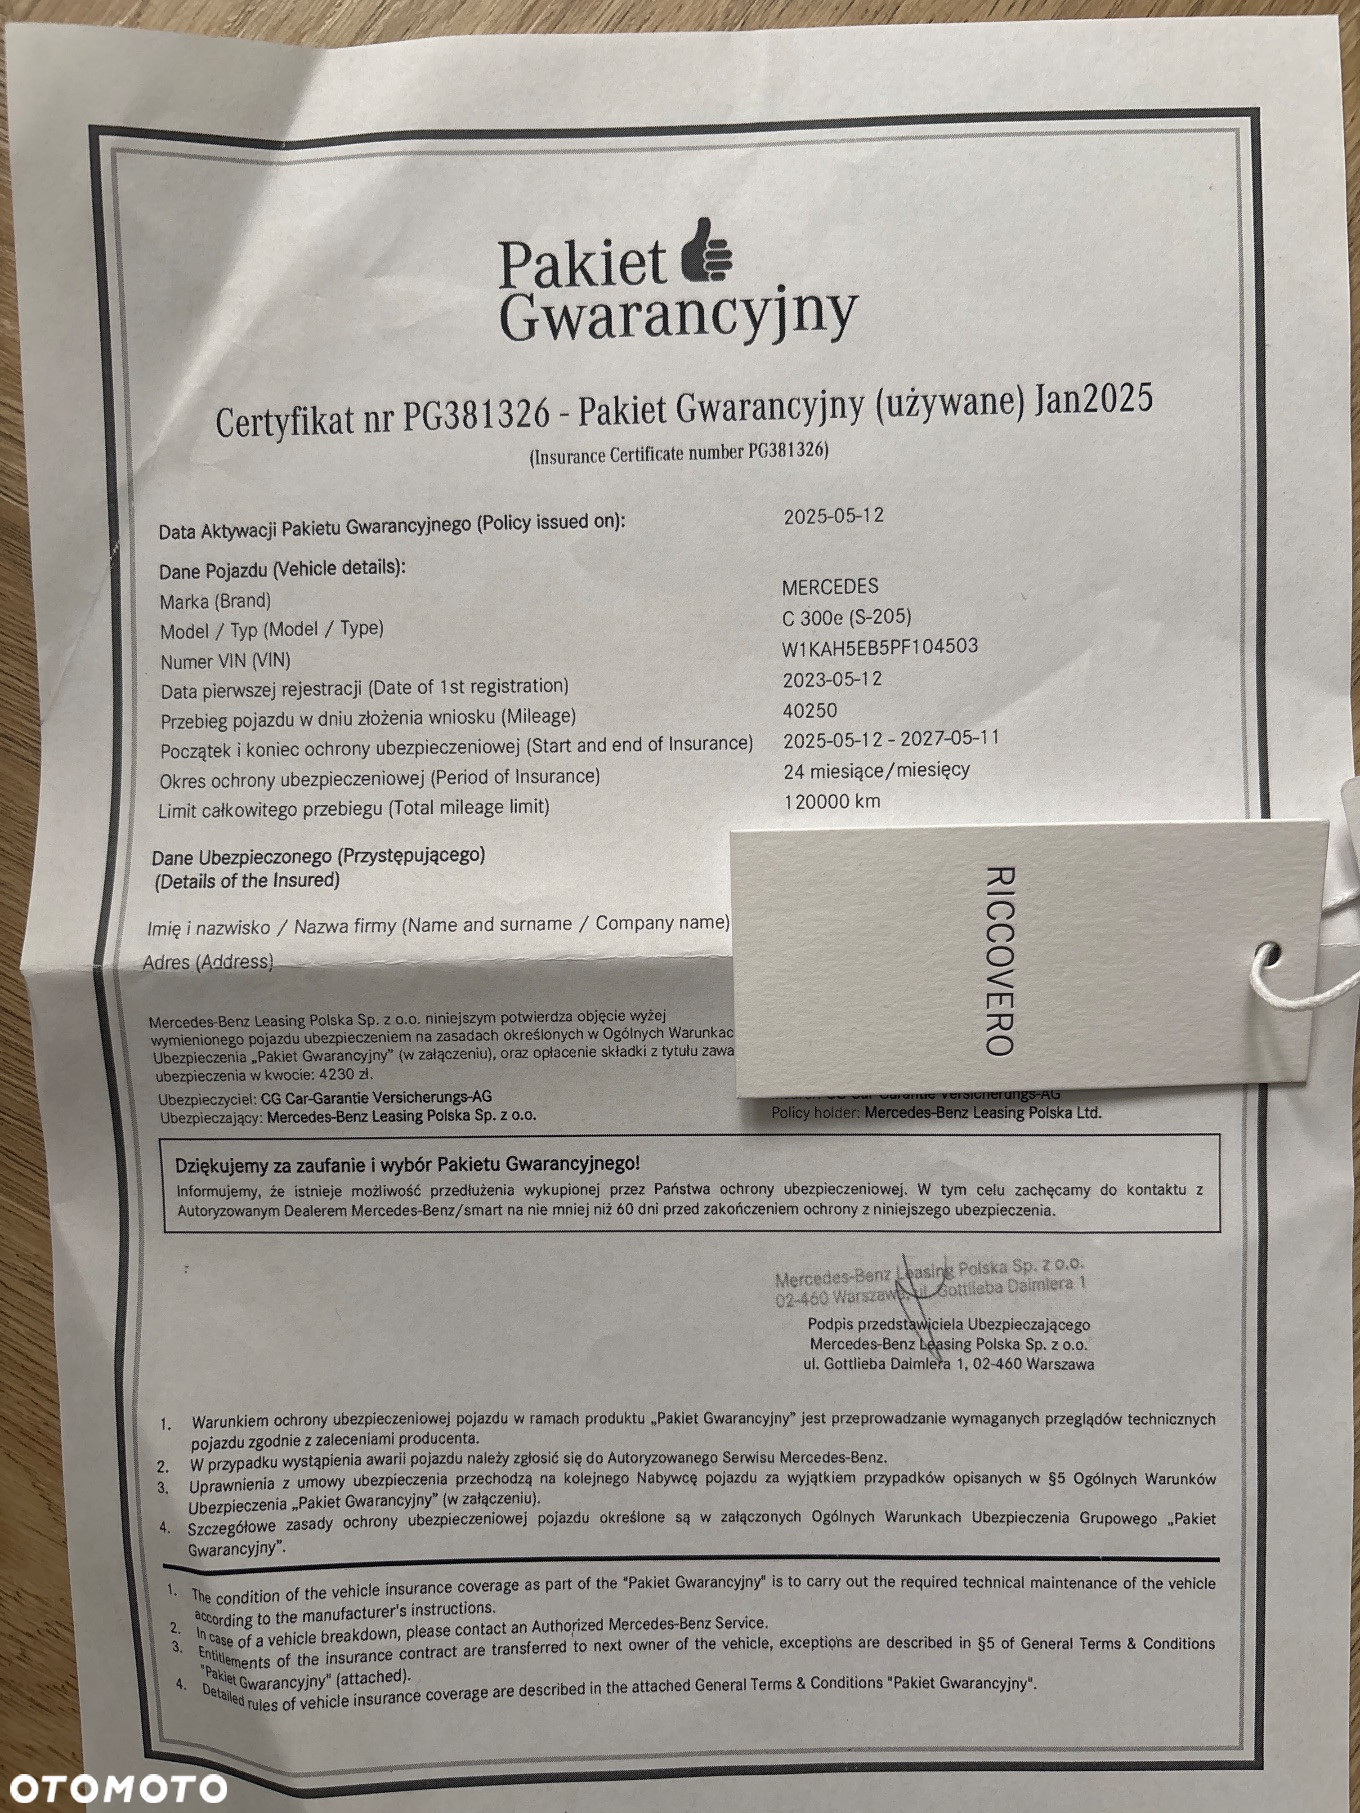 Pakiet
Gwarancyjny
Certyfikat nr PG381326 - Pakiet Gwarancyjny (używane) Jan2025
(Insurance Certificate number PG381326)
Data Aktywacji Pakietu Gwarancyjnego (Policy issued on): 2025-05-12
Dane Pojazdu (Vehicle details):
Marka (Brand) MERCEDES
Model / Typ (Model / Type) C 300e (S-205)
Numer VIN (VIN) W1KAH5EB5PF104503
Data pierwszej rejestracji (Date of 1st registration) 2023-05-12
Przebieg pojazdu w dniu złożenia wniosku (Mileage) 40250
Początek i koniec ochrony ubezpieczeniowej (Start and end of Insurance) 2025-05-12 - 2027-05-11
Okres ochrony ubezpieczeniowej (Period of Insurance) 24 miesiące/miesięcy
Limit całkowitego przebiegu (Total mileage limit) 120000 km
Dane Ubezpieczonego (Przystępującego)
(Details of the Insured)
Imię i nazwisko / Nazwa firmy (Name and surname / Company name)
Adres (Address)
RICCOVERO
Mercedes-Benz Leasing Polska Sp. z o.o. niniejszym potwierdza objęcie wyżej
wymienionego pojazdu ubezpieczeniem na zasadach określonych w Ogólnych Warunkac
Ubezpieczenia „Pakiet Gwarancyjny” (w załączeniu), oraz opłacenie składki z tytułu zawa
ubezpieczenia w kwocie: 4230 zł.
Ubezpieczyciel: CG Car-Garantie Versicherungs-AG
Ubezpieczający: Mercedes-Benz Leasing Polska Sp. z o.o.
Versicherungs-AG
Policy holder: Mercedes-Benz Leasing Polska Ltd.
Dziękujemy za zaufanie i wybór Pakietu Gwarancyjnego!
Informujemy, że istnieje możliwość przedłużenia wykupionej przez Państwa ochrony ubezpieczeniowej. W tym celu zachęcamy do kontaktu z
Autoryzowanym Dealerem Mercedes-Benz/smart na nie mniej niż 60 dni przed zakończeniem ochrony z niniejszego ubezpieczenia.
Mercedes-Benz Leasing Polska Sp. z o.o.
02-460 Warszawa, ul. Gottlieba Daimlera 1
Podpis przedstawiciela Ubezpieczającego
Mercedes-Benz Leasing Polska Sp. z o.o.
ul. Gottlieba Daimlera 1, 02-460 Warszawa
1. Warunkiem ochrony ubezpieczeniowej pojazdu w ramach produktu „Pakiet Gwarancyjny” jest przeprowadzanie wymaganych przeglądów technicznych
pojazdu zgodnie z zaleceniami producenta.
2. W przypadku wystąpienia awarii pojazdu należy zgłosić się do Autoryzowanego Serwisu Mercedes-Benz.
3. Uprawnienia z umowy ubezpieczenia przechodzą na kolejnego Nabywcę pojazdu za wyjątkiem przypadków opisanych w §5 Ogólnych Warunków
Ubezpieczenia „Pakiet Gwarancyjny” (w załączeniu).
4. Szczegółowe zasady ochrony ubezpieczeniowej pojazdu określone są w załączonych Ogólnych Warunkach Ubezpieczenia Grupowego „Pakiet
Gwarancyjny”.
1. The condition of the vehicle insurance coverage as part of the "Pakiet Gwarancyjny" is to carry out the required technical maintenance of the vehicle
according to the manufacturer's instructions.
2. In case of a vehicle breakdown, please contact an Authorized Mercedes-Benz Service.
3. Entitlements of the insurance contract are transferred to next owner of the vehicle, exceptions are described in §5 of General Terms & Conditions
"Pakiet Gwarancyjny" (attached).
4. Detailed rules of vehicle insurance coverage are described in the attached General Terms & Conditions "Pakiet Gwarancyjny".
OTOMOTO